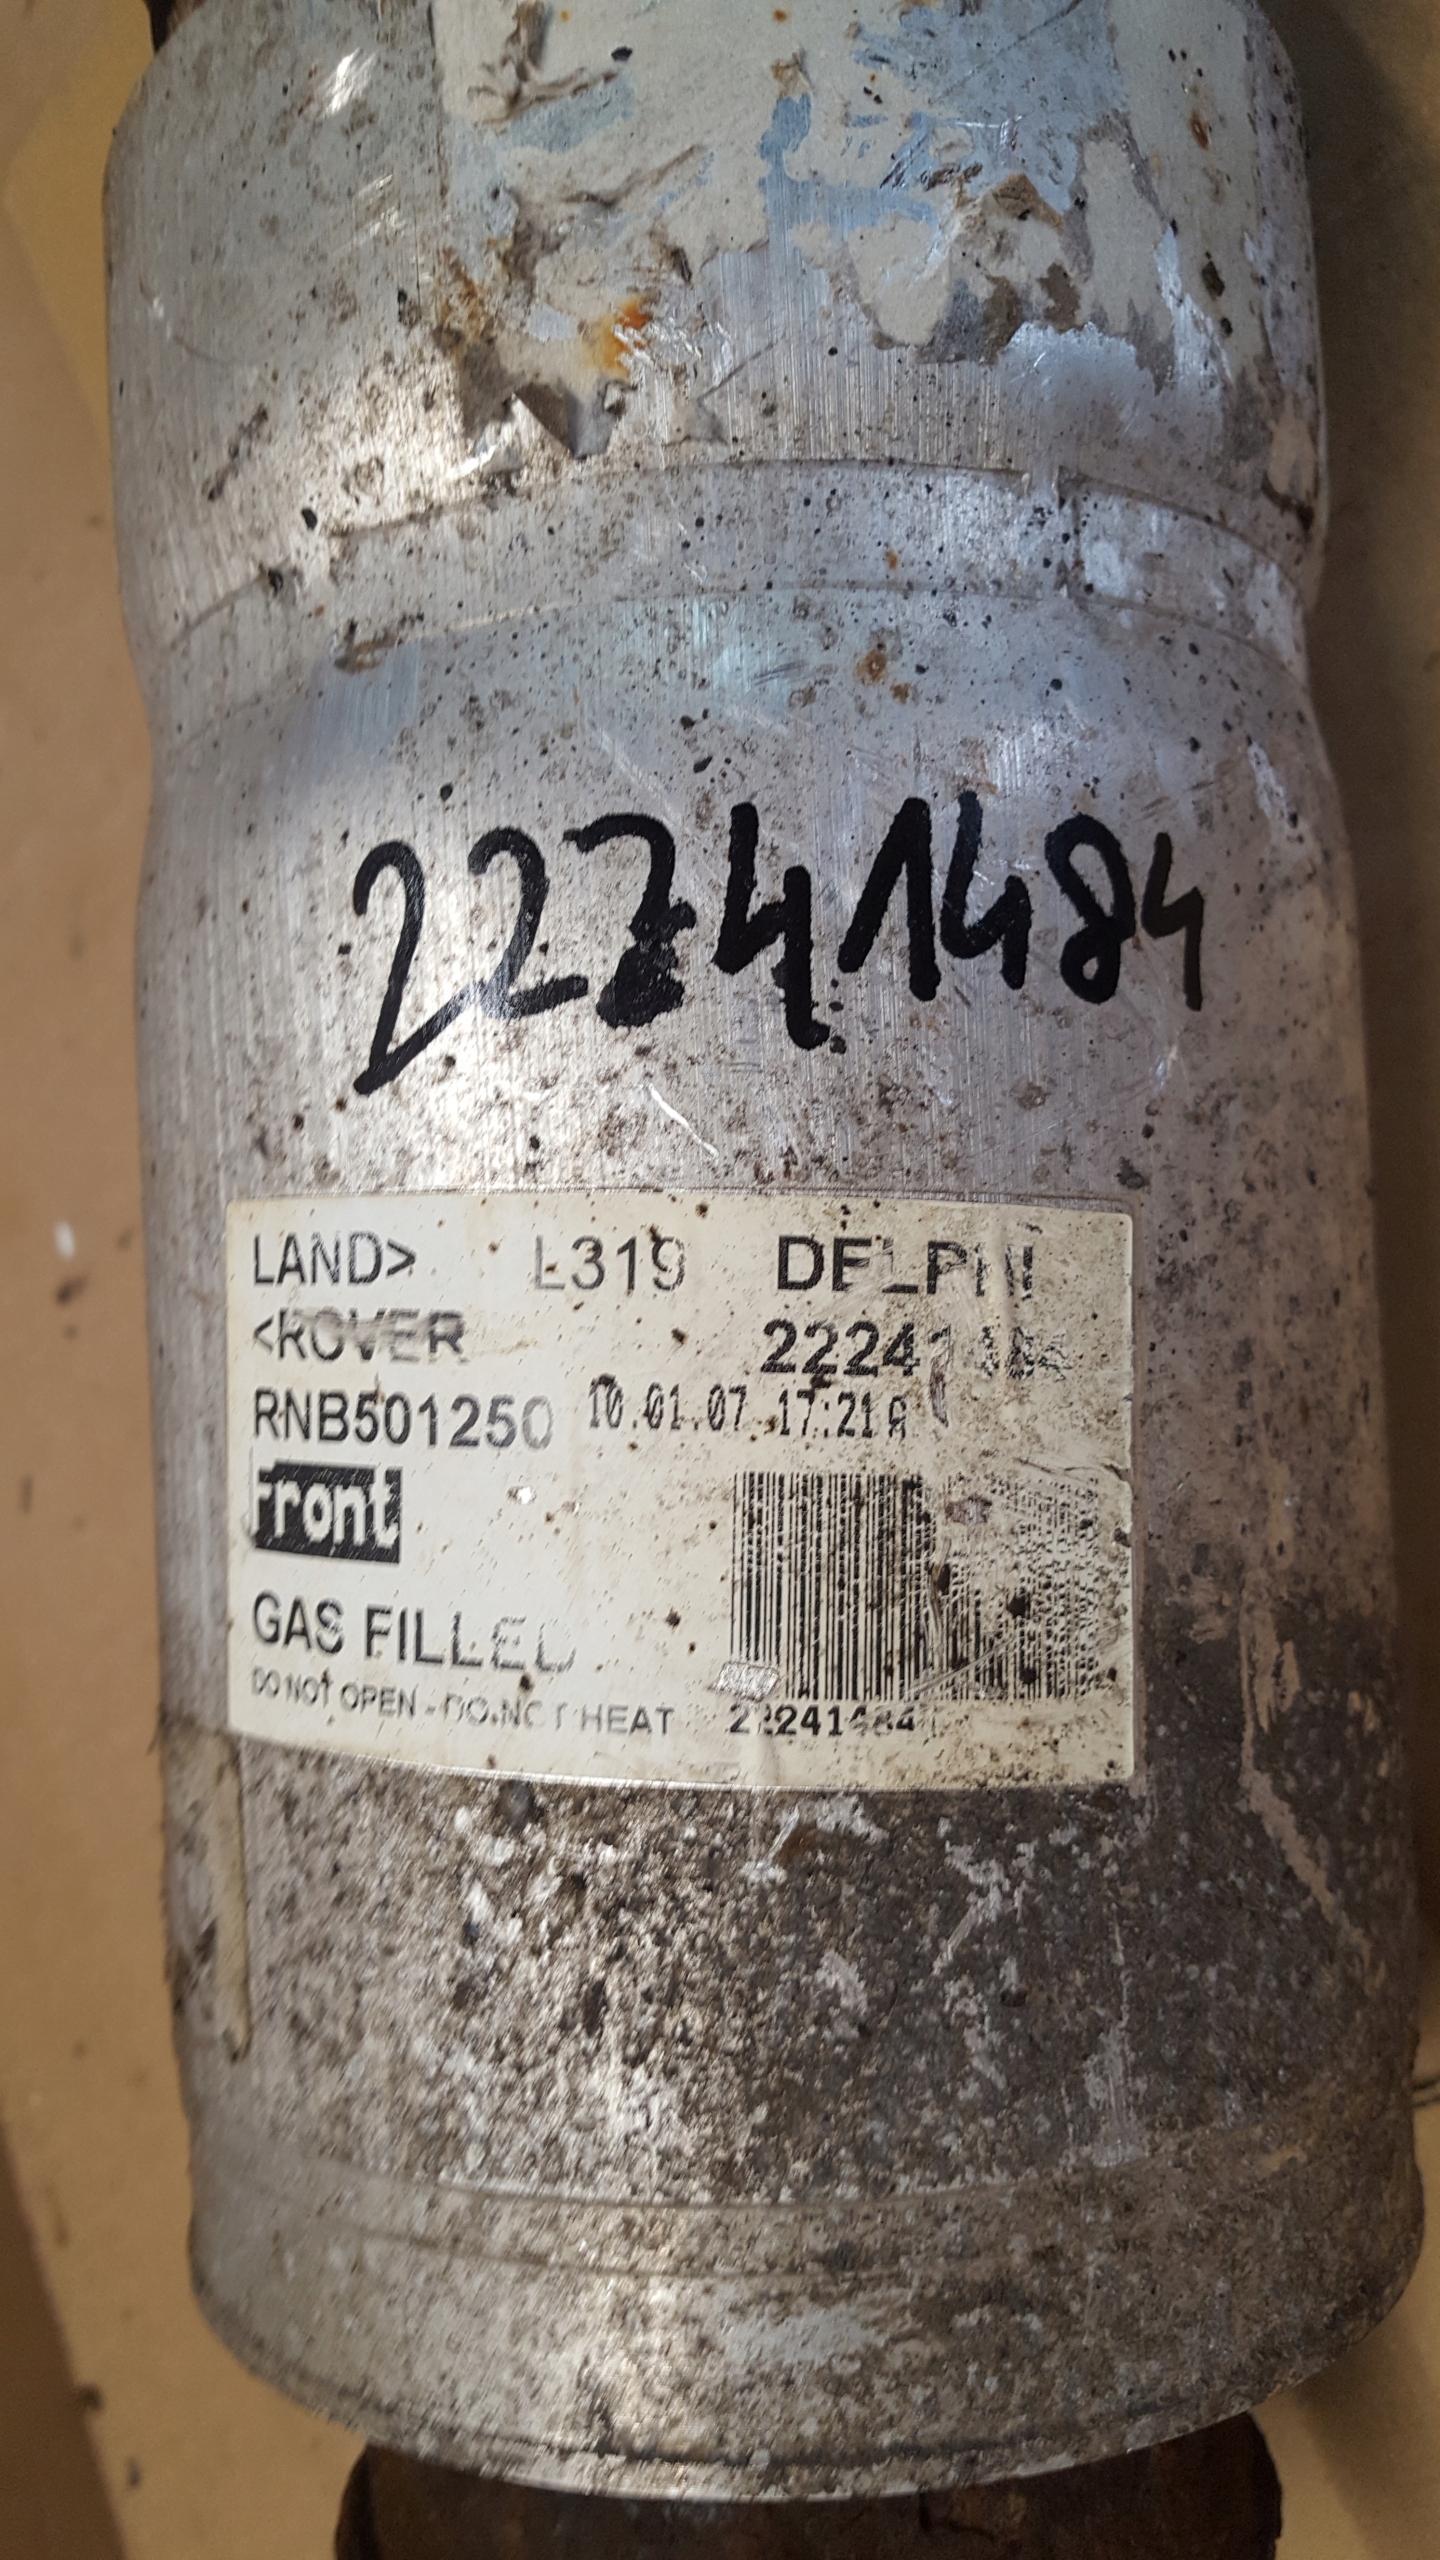 22241484
LAND> L319 DELPHI
<ROVER 22241484
RNB501250 10.01.07 17:21
Front
GAS FILLED
DO NOT OPEN - DO NOT HEAT 22241484